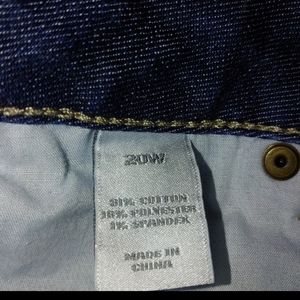 20W
81% COTTON
18% POLYESTER
1% SPANDEX
MADE IN
CHINA